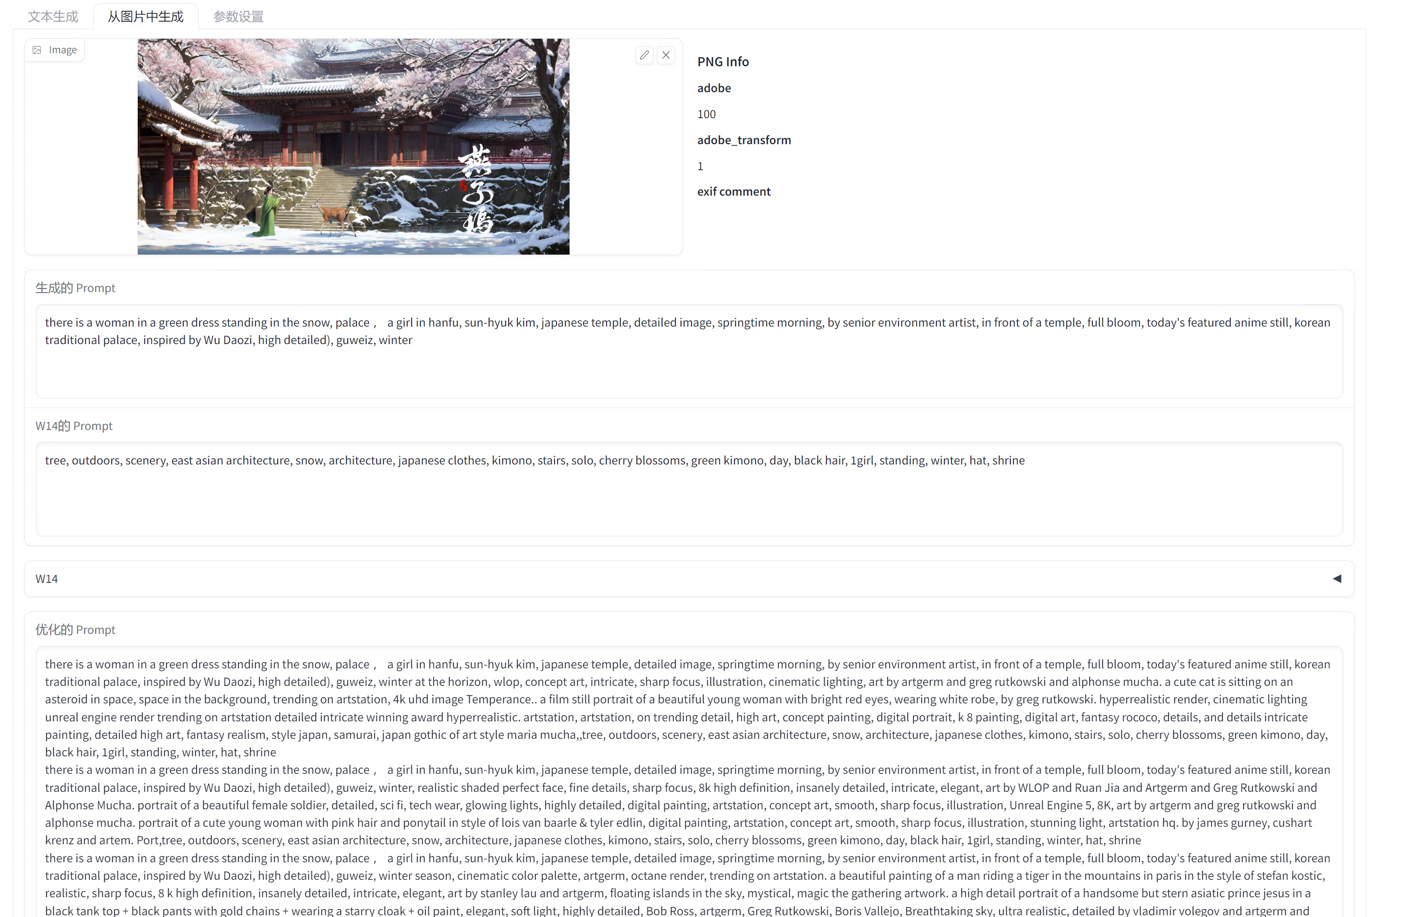 文本生成
从图片中生成
参数设置
Image
燕子坞
PNG Info
adobe
100
adobe_transform
1
exif comment
生成的 Prompt
there is a woman in a green dress standing in the snow, palace ， a girl in hanfu, sun-hyuk kim, japanese temple, detailed image, springtime morning, by senior environment artist, in front of a temple, full bloom, today's featured anime still, korean
traditional palace, inspired by Wu Daozi, high detailed), guweiz, winter
W14的 Prompt
tree, outdoors, scenery, east asian architecture, snow, architecture, japanese clothes, kimono, stairs, solo, cherry blossoms, green kimono, day, black hair, 1girl, standing, winter, hat, shrine
W14
优化的 Prompt
there is a woman in a green dress standing in the snow, palace ， a girl in hanfu, sun-hyuk kim, japanese temple, detailed image, springtime morning, by senior environment artist, in front of a temple, full bloom, today's featured anime still, korean
traditional palace, inspired by Wu Daozi, high detailed), guweiz, winter at the horizon, wlop, concept art, intricate, sharp focus, illustration, cinematic lighting, art by artgerm and greg rutkowski and alphonse mucha. a cute cat is sitting on an
asteroid in space, space in the background, trending on artstation, 4k uhd image Temperance.. a film still portrait of a beautiful young woman with bright red eyes, wearing white robe, by greg rutkowski. hyperrealistic render, cinematic lighting
unreal engine render trending on artstation detailed intricate winning award hyperrealistic. artstation, artstation, on trending detail, high art, concept painting, digital portrait, k 8 painting, digital art, fantasy rococo, details, and details intricate
painting, detailed high art, fantasy realism, style japan, samurai, japan gothic of art style maria mucha,,tree, outdoors, scenery, east asian architecture, snow, architecture, japanese clothes, kimono, stairs, solo, cherry blossoms, green kimono, day,
black hair, 1girl, standing, winter, hat, shrine
there is a woman in a green dress standing in the snow, palace ， a girl in hanfu, sun-hyuk kim, japanese temple, detailed image, springtime morning, by senior environment artist, in front of a temple, full bloom, today's featured anime still, korean
traditional palace, inspired by Wu Daozi, high detailed), guweiz, winter, realistic shaded perfect face, fine details, sharp focus, 8k high definition, insanely detailed, intricate, elegant, art by WLOP and Ruan Jia and Artgerm and Greg Rutkowski and
Alphonse Mucha. portrait of a beautiful female soldier, detailed, sci fi, tech wear, glowing lights, highly detailed, digital painting, artstation, concept art, smooth, sharp focus, illustration, Unreal Engine 5, 8K, art by artgerm and greg rutkowski and
alphonse mucha. portrait of a cute young woman with pink hair and ponytail in style of lois van baarle & tyler edlin, digital painting, artstation, concept art, smooth, sharp focus, illustration, stunning light, artstation hq. by james gurney, cushart
krenz and artem. Port,tree, outdoors, scenery, east asian architecture, snow, architecture, japanese clothes, kimono, stairs, solo, cherry blossoms, green kimono, day, black hair, 1girl, standing, winter, hat, shrine
there is a woman in a green dress standing in the snow, palace ， a girl in hanfu, sun-hyuk kim, japanese temple, detailed image, springtime morning, by senior environment artist, in front of a temple, full bloom, today's featured anime still, korean
traditional palace, inspired by Wu Daozi, high detailed), guweiz, winter season, cinematic color palette, artgerm, octane render, trending on artstation. a beautiful painting of a man riding a tiger in the mountains in paris in the style of stefan kostic,
realistic, sharp focus, 8 k high definition, insanely detailed, intricate, elegant, art by stanley lau and artgerm, floating islands in the sky, mystical, magic the gathering artwork. a high detail portrait of a handsome but stern asiatic prince jesus in a
black tank top + black pants with gold chains + wearing a starry cloak + oil paint, elegant, soft light, highly detailed, Bob Ross, artgerm, Greg Rutkowski, Boris Vallejo, Breathtaking sky, ultra realistic, detailed by vladimir volegov and artgerm and